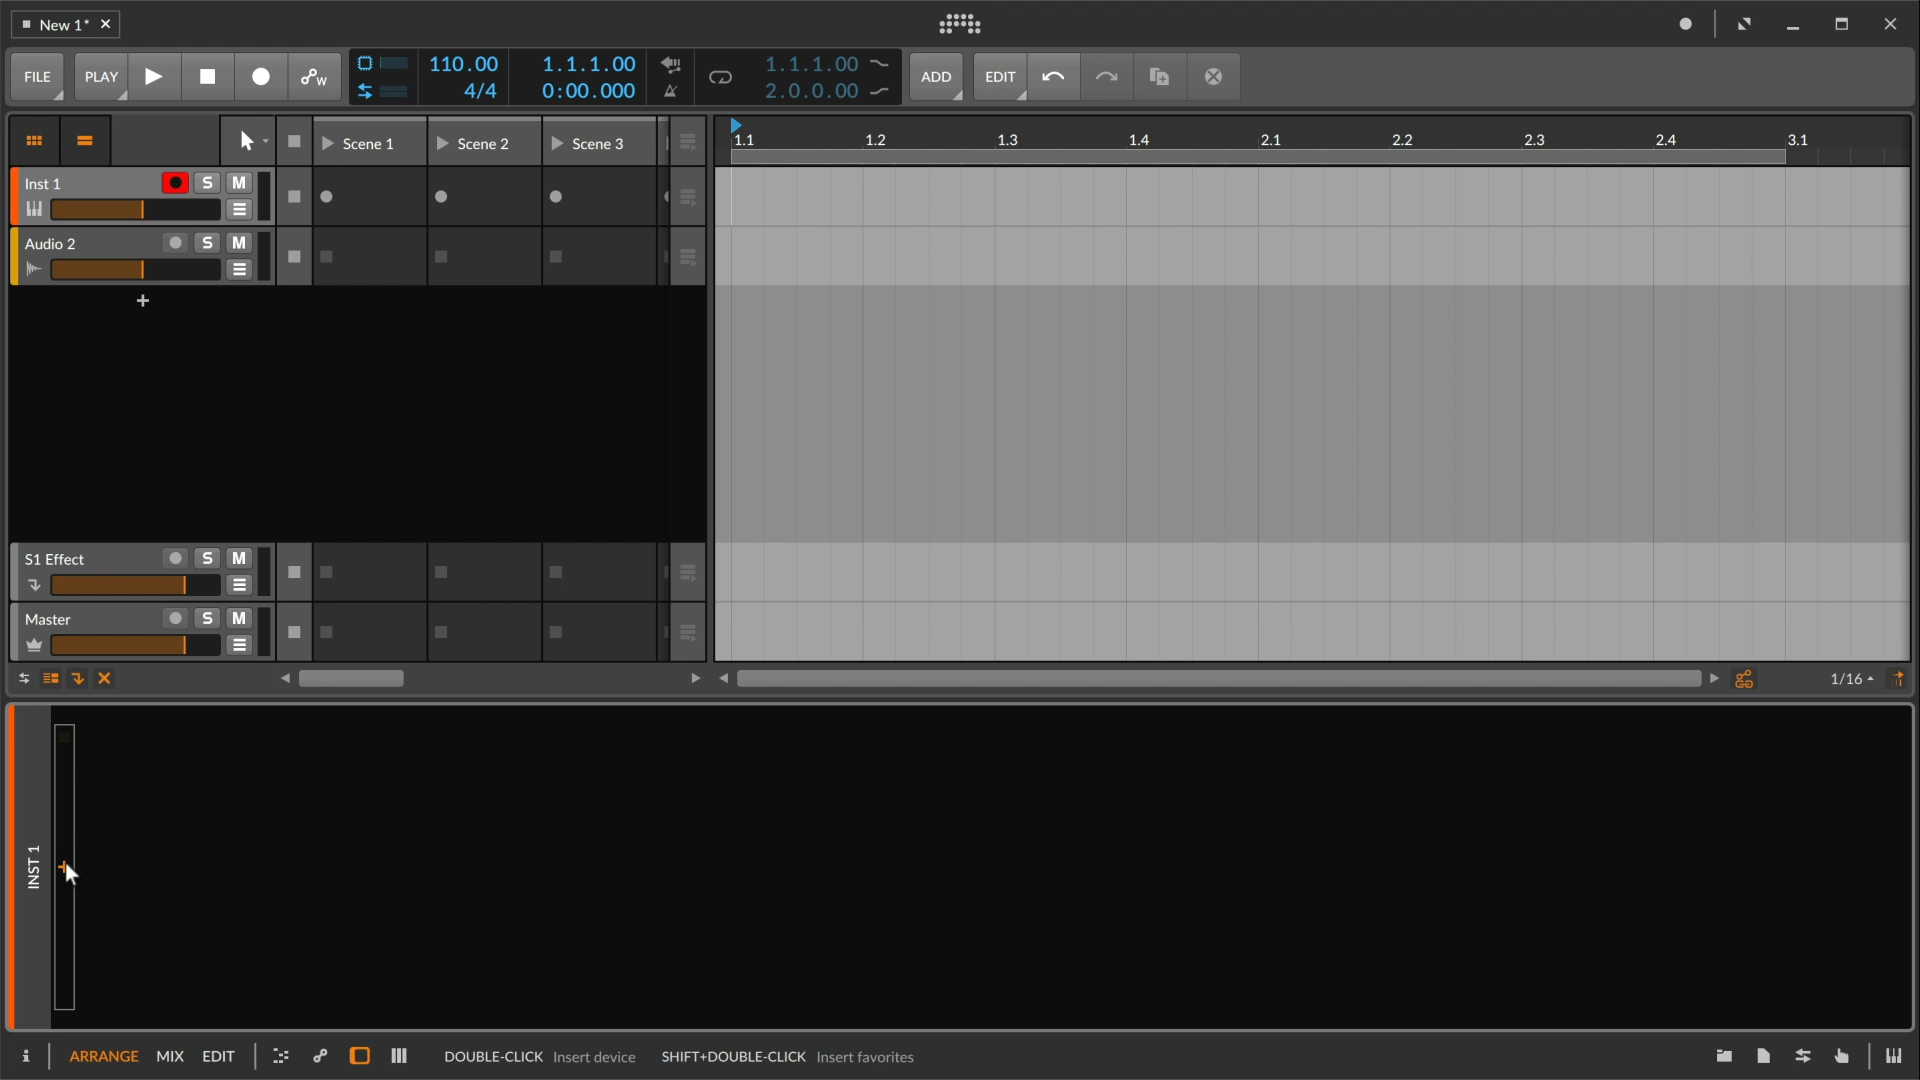 New 1*
FILE PLAY W 110.00 4/4 1.1.1.00 0:00.000 1.1.1.00 2.0.0.00 ADD EDIT
Scene 1 Scene 2 Scene 3 1.1 1.2 1.3 1.4 2.1 2.2 2.3 2.4 3.1
Inst 1 S M
Audio 2 S M
S1 Effect S M
Master S M
1/16
INST 1
ARRANGE MIX EDIT DOUBLE-CLICK Insert device SHIFT+DOUBLE-CLICK Insert favorites